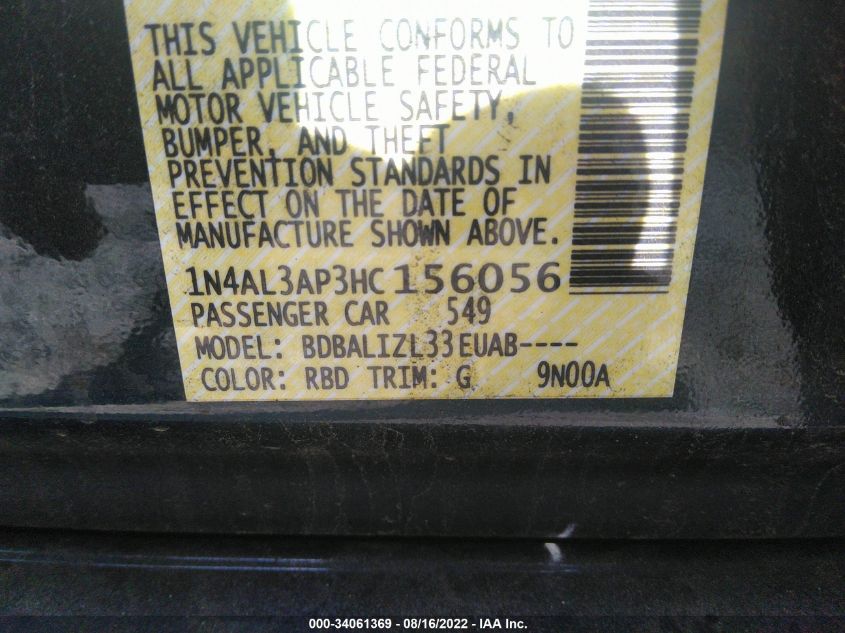 THIS VEHICLE CONFORMS TO
ALL APPLICABLE FEDERAL
MOTOR VEHICLE SAFETY,
BUMPER, AND THEFT
PREVENTION STANDARDS IN
EFFECT ON THE DATE OF
MANUFACTURE SHOWN ABOVE.
1N4AL3AP3HC156056
PASSENGER CAR 549
MODEL: BDBALIZL33EUAB----
COLOR: RBD TRIM: G 9N00A
000-34061369 - 08/16/2022 - IAA Inc.